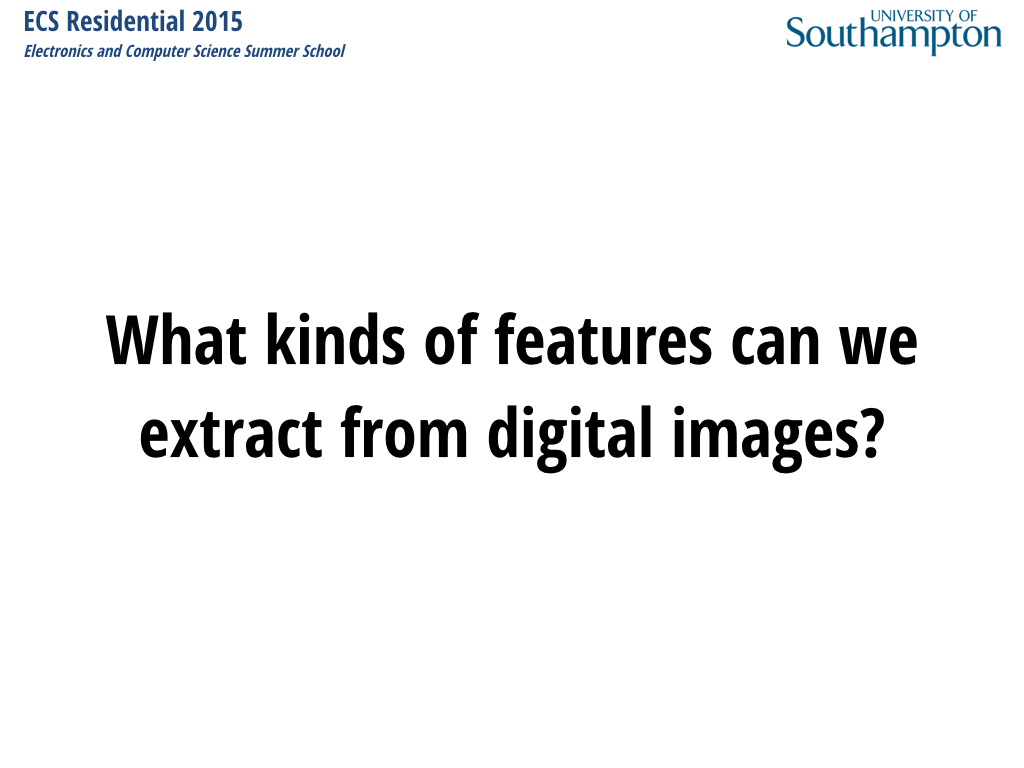 ECS Residential 2015
Electronics and Computer Science Summer School
UNIVERSITY OF
Southampton
What kinds of features can we
extract from digital images?